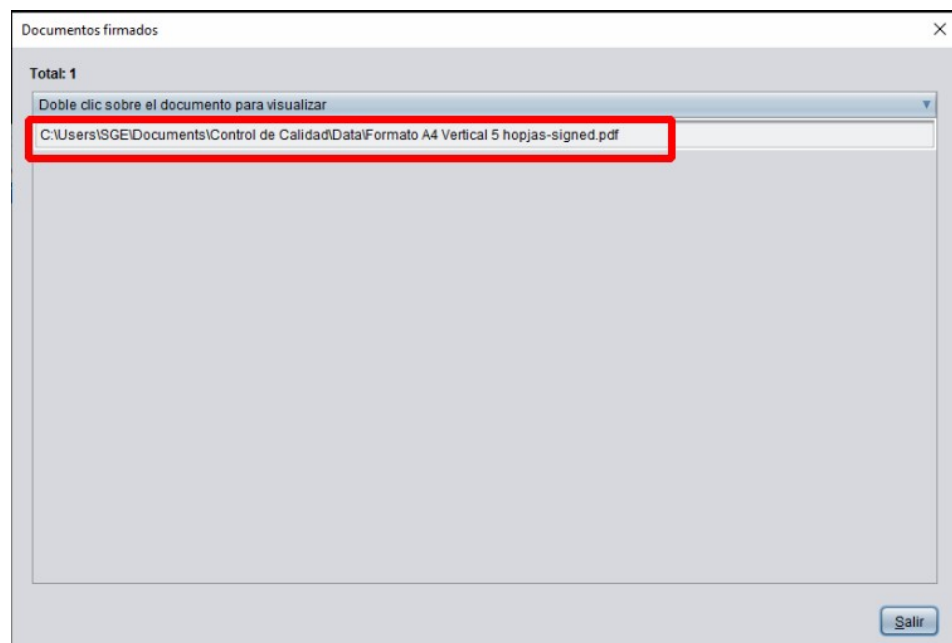 Documentos firmados
Total: 1
Doble clic sobre el documento para visualizar
C:\Users\SGE\Documents\Control de Calidad\Data\Formato A4 Vertical 5 hopjas-signed.pdf
Salir